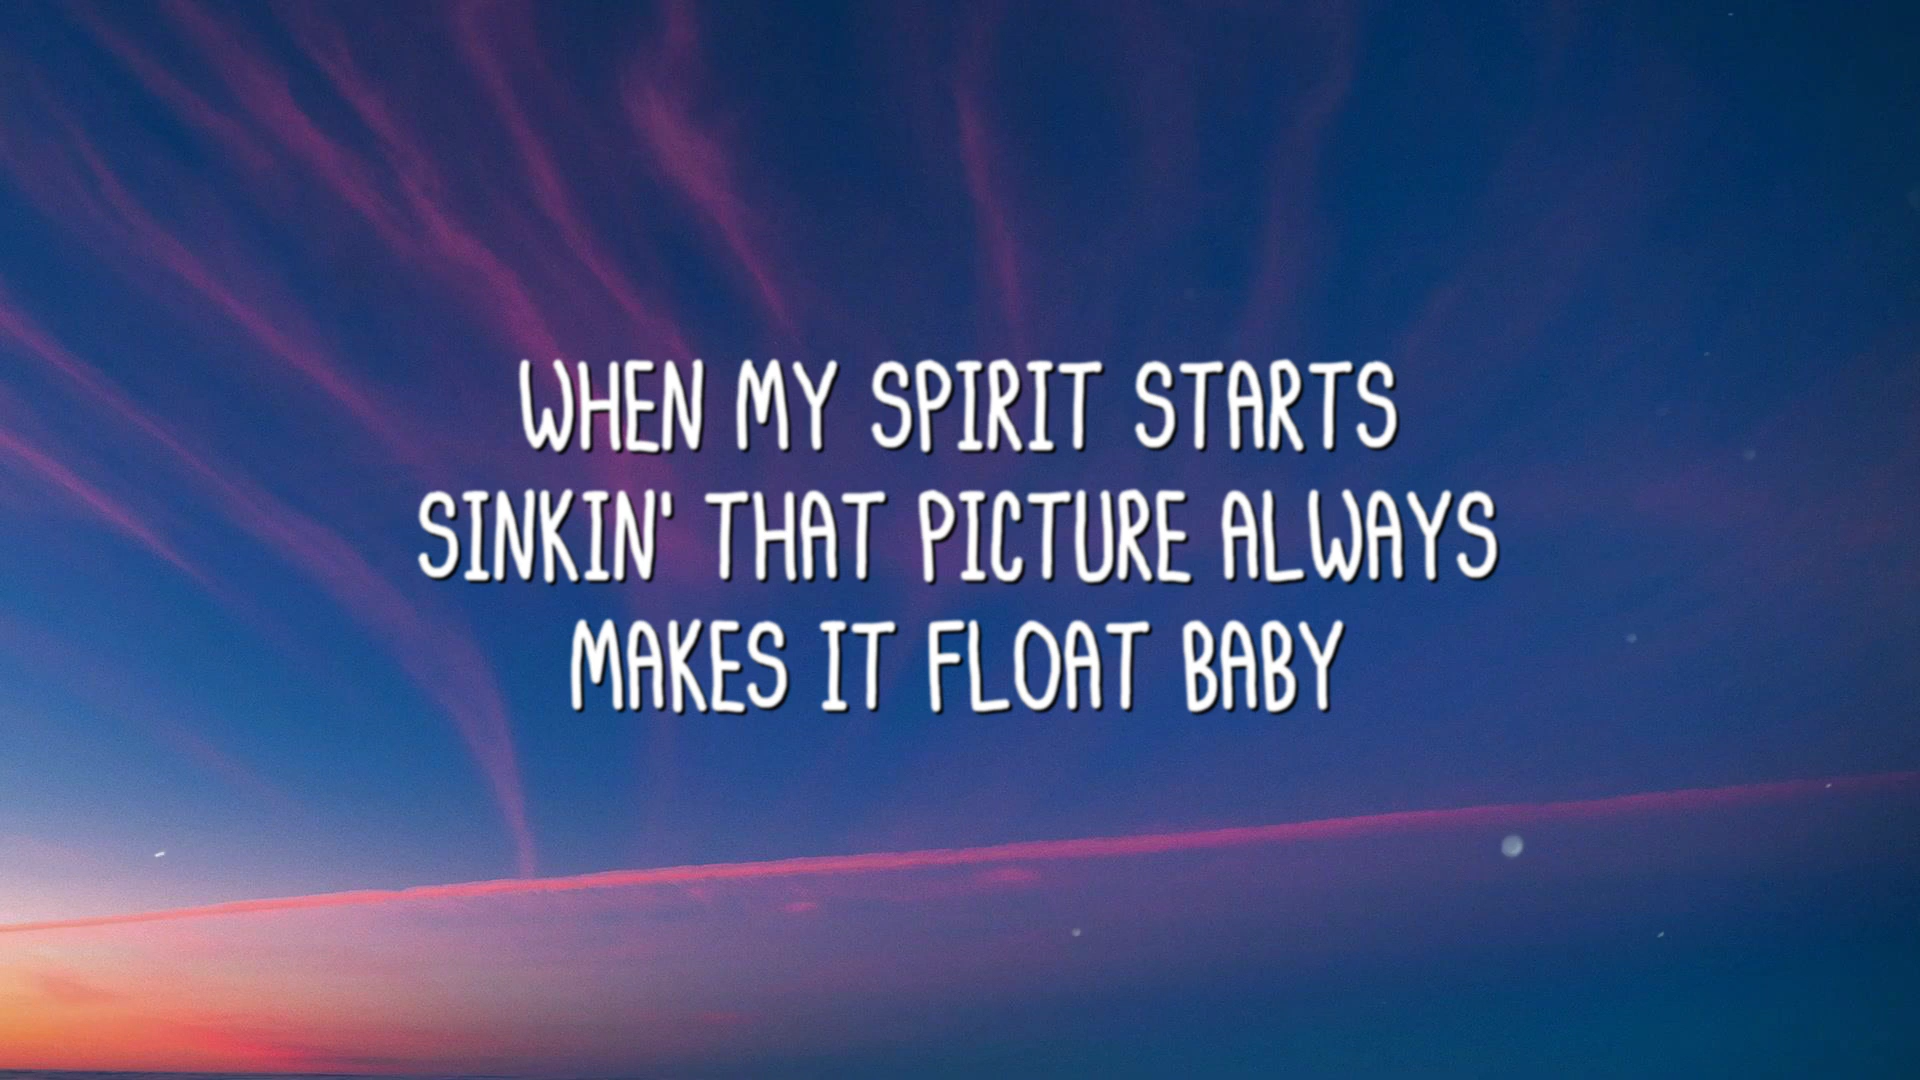 WHEN MY SPIRIT STARTS
SINKIN' THAT PICTURE ALWAYS
MAKES IT FLOAT BABY